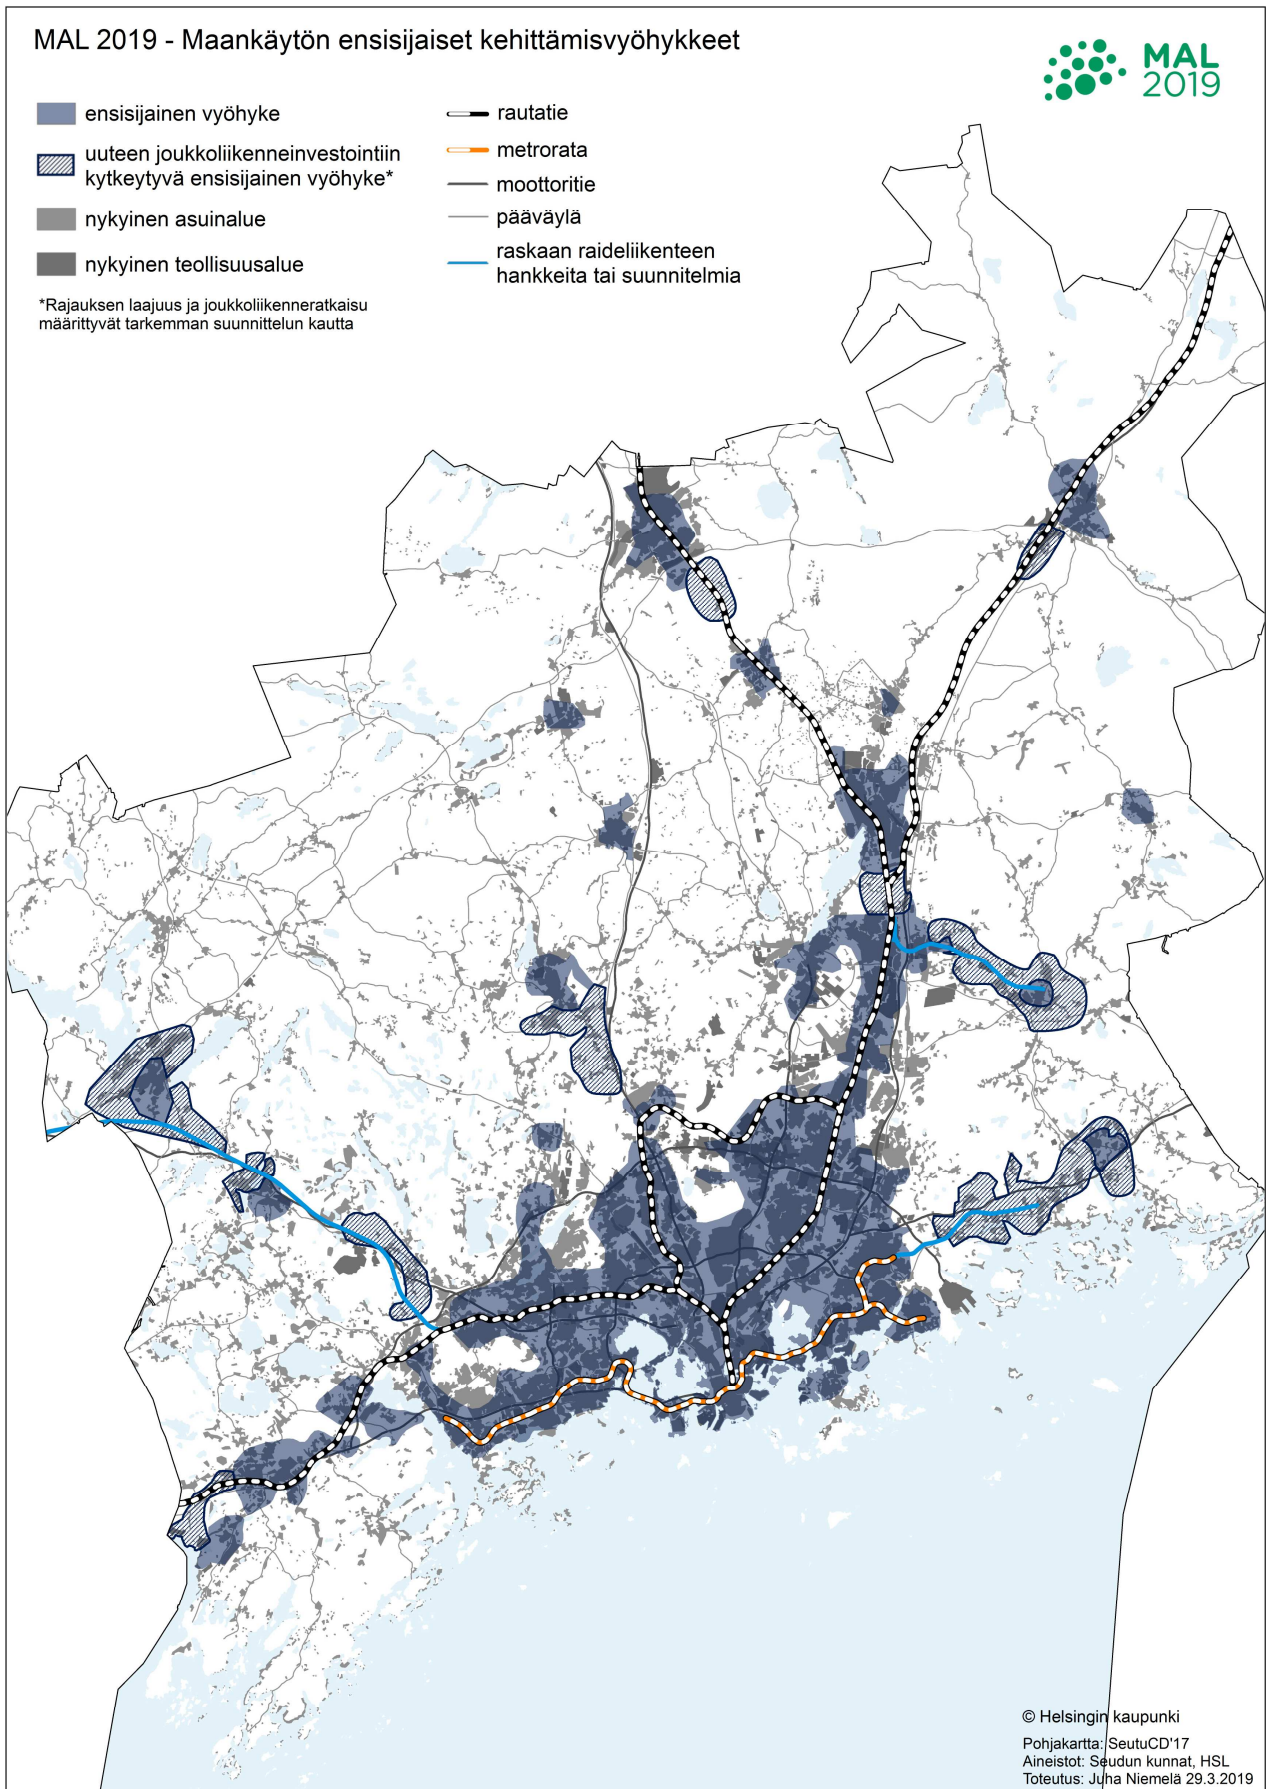 MAL 2019 - Maankäytön ensisijaiset kehittämisvyöhykkeet
MAL
2019
ensisijainen vyöhyke
uuteen joukkoliikenneinvestointiin
kytkeytyvä ensisijainen vyöhyke*
nykyinen asuinalue
nykyinen teollisuusalue
*Rajauksen laajuus ja joukkoliikenneratkaisu
määrittyvät tarkemman suunnittelun kautta
rautatie
metrorata
moottoritie
pääväylä
raskaan raideliikenteen
hankkeita tai suunnitelmia
© Helsingin kaupunki
Pohjakartta: SeutuCD'17
Aineistot: Seudun kunnat, HSL
Toteutus: Juha Niemelä 29.3.2019